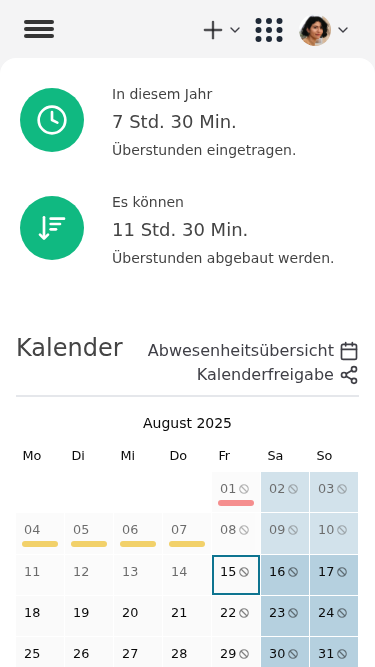 In diesem Jahr
7 Std. 30 Min.
Überstunden eingetragen.
Es können
11 Std. 30 Min.
Überstunden abgebaut werden.
Kalender
Abwesenheitsübersicht
Kalenderfreigabe
August 2025
Mo Di Mi Do Fr Sa So
01 02 03
04 05 06 07 08 09 10
11 12 13 14 15 16 17
18 19 20 21 22 23 24
25 26 27 28 29 30 31